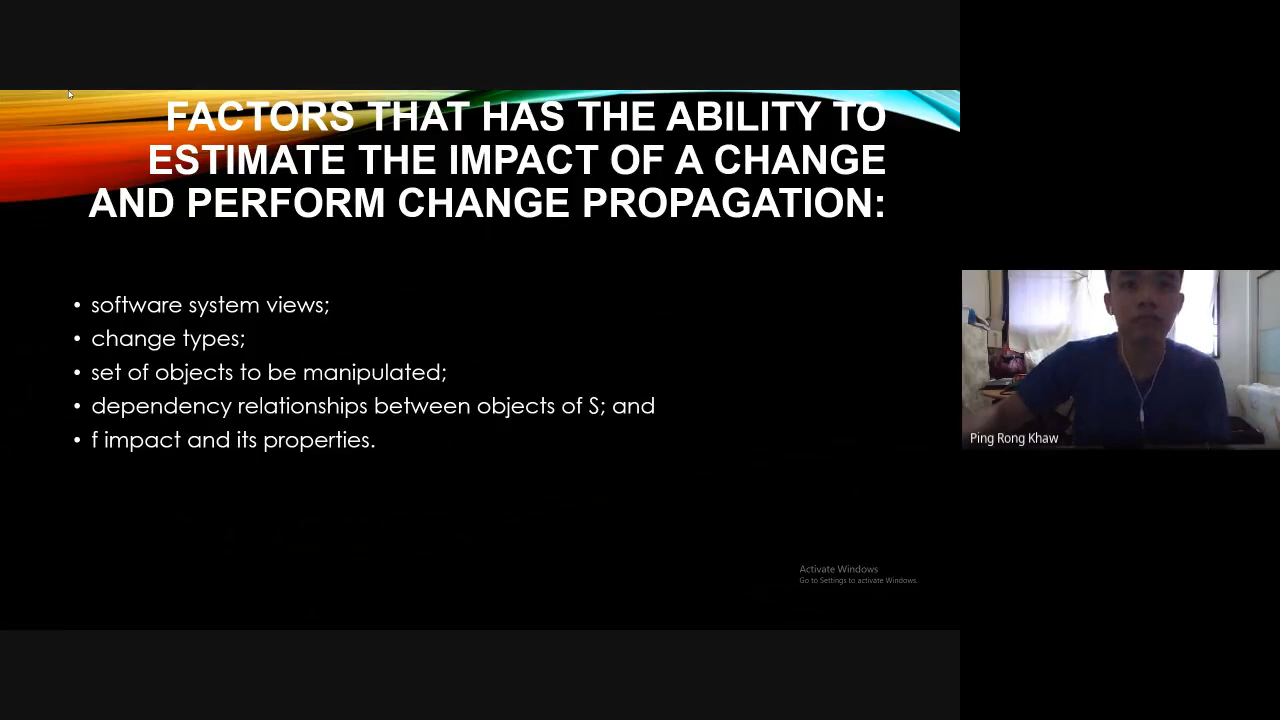 FACTORS THAT HAS THE ABILITY TO
ESTIMATE THE IMPACT OF A CHANGE
AND PERFORM CHANGE PROPAGATION:
• software system views;
• change types;
• set of objects to be manipulated;
• dependency relationships between objects of S; and
• f impact and its properties.
Ping Rong Khaw
Activate Windows
Go to Settings to activate Windows.